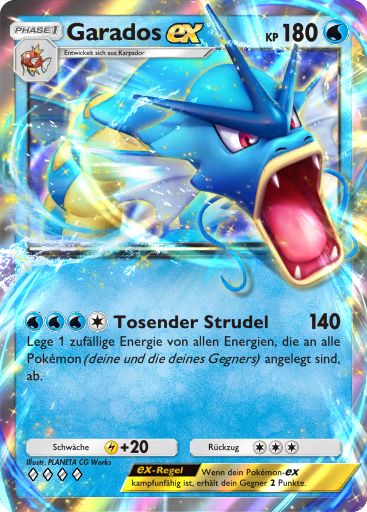 PHASE 1 Garados ex KP 180
Entwickelt sich aus Karpador
Tosender Strudel 140
Lege 1 zufällige Energie von allen Energien, die an alle
Pokémon (deine und die deines Gegners) angelegt sind,
ab.
Schwäche +20 Rückzug
Illustr. PLANETA CG Works
ex-Regel Wenn dein Pokémon-ex
kampfunfähig ist, erhält dein Gegner 2 Punkte.